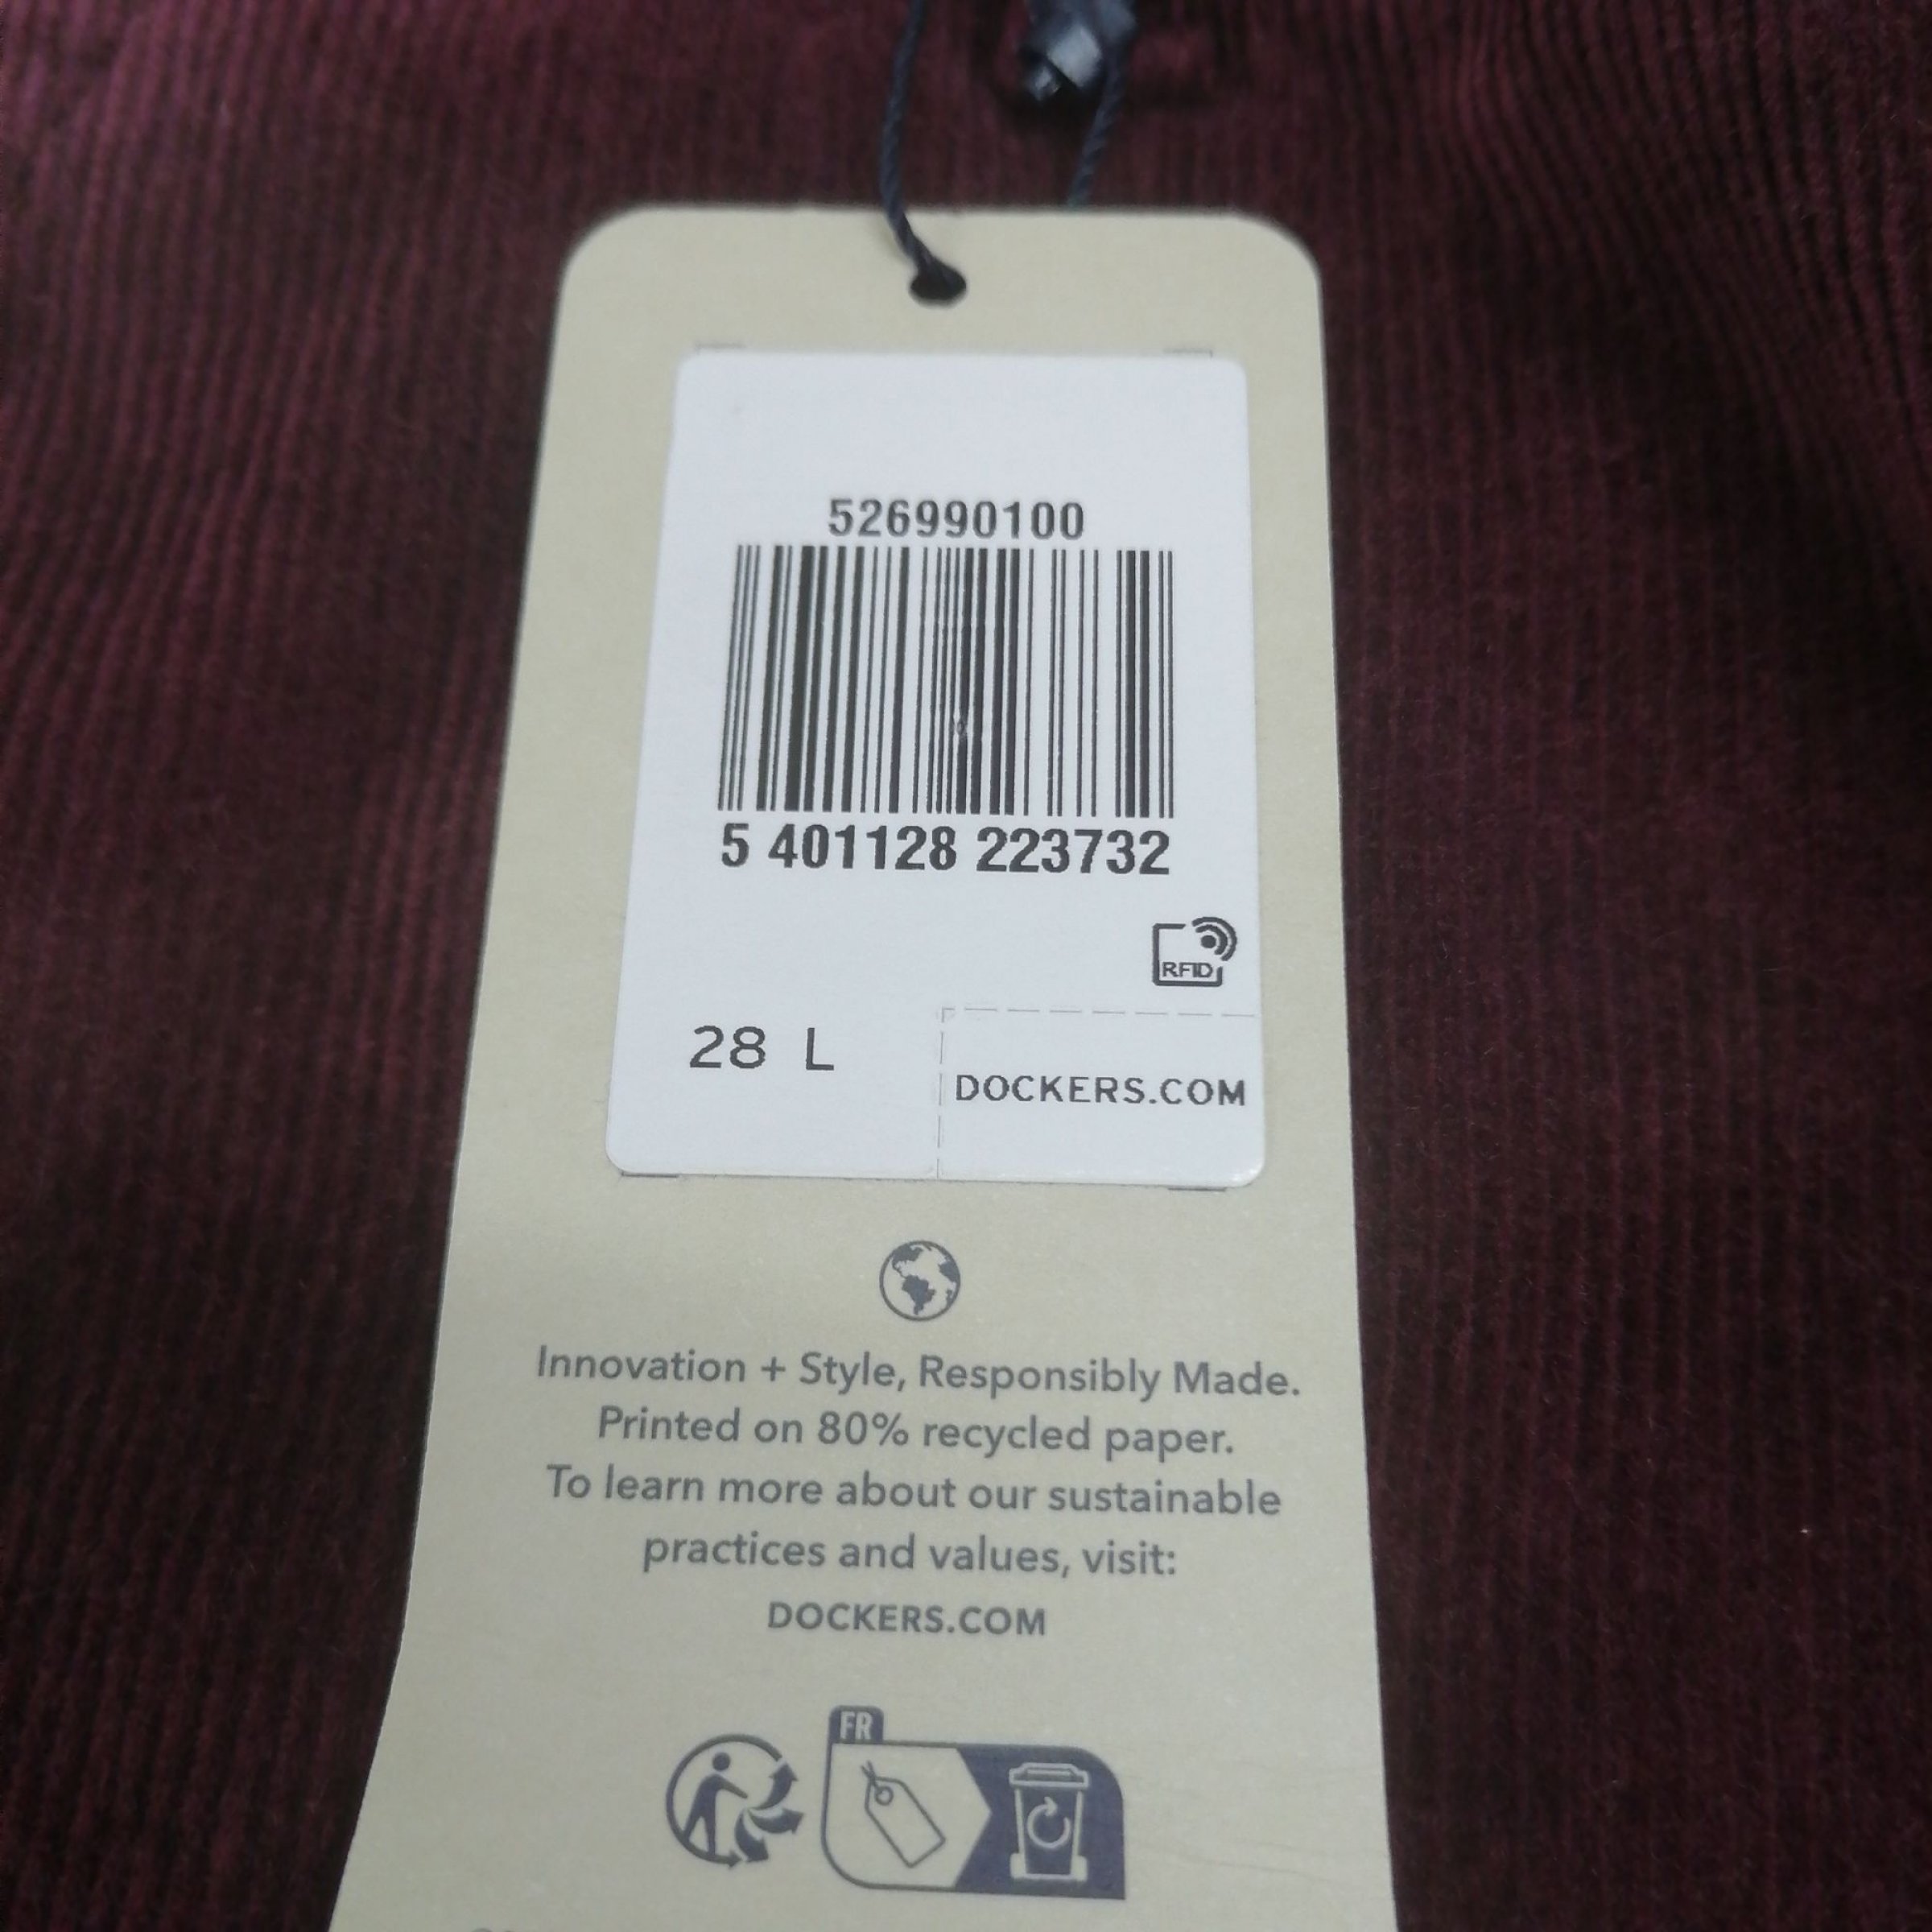 526990100
5 401128 223732
RFID
28 L
DOCKERS.COM
Innovation + Style, Responsibly Made.
Printed on 80% recycled paper.
To learn more about our sustainable
practices and values, visit:
DOCKERS.COM
FR